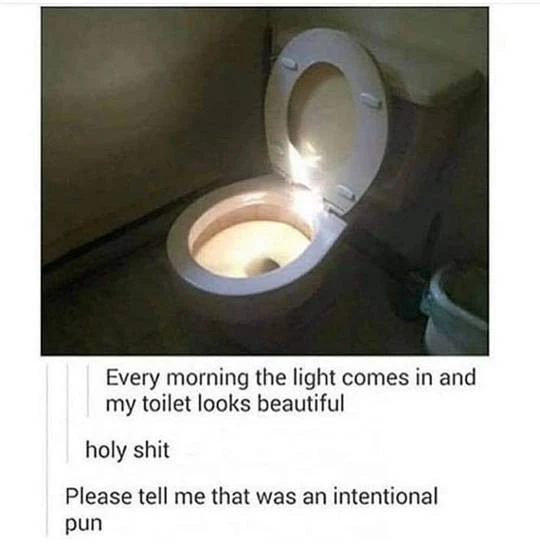 Every morning the light comes in and
my toilet looks beautiful
holy shit
Please tell me that was an intentional
pun